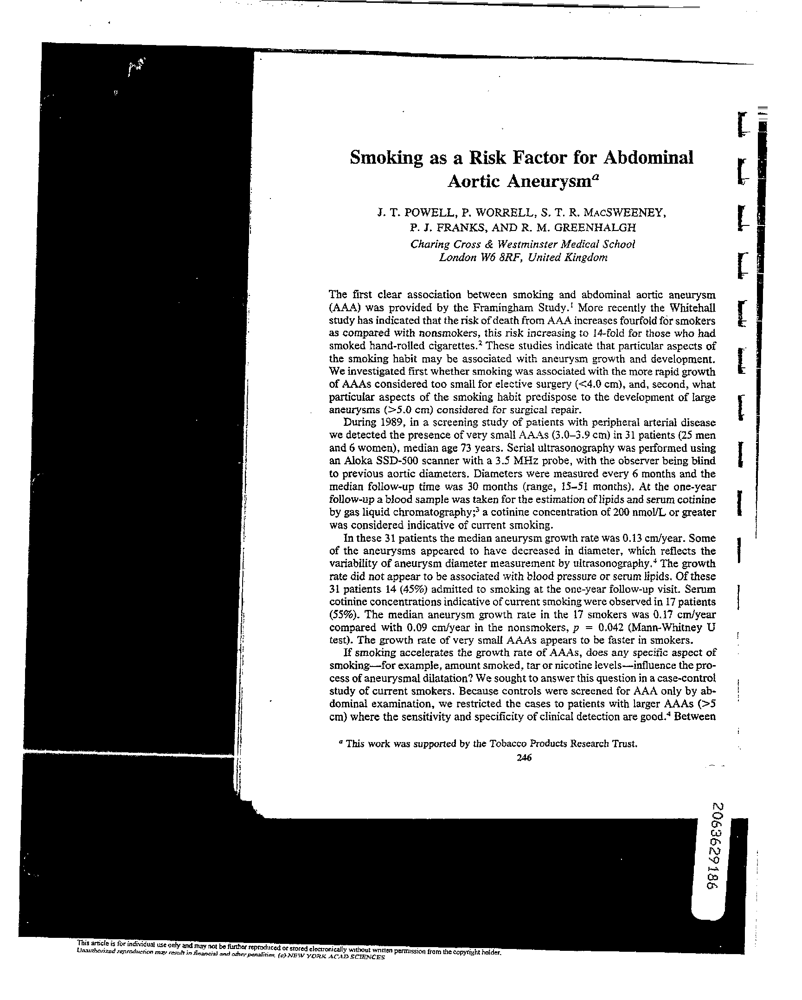 Smoking as a Risk Factor for Abdominal
Aortic Aneurysmᵃ
J. T. POWELL, P. WORRELL, S. T. R. MACSWEENEY,
P. J. FRANKS, AND R. M. GREENHALGH
Charing Cross & Westminster Medical School
London W6 8RF, United Kingdom
The first clear association between smoking and abdominal aortic aneurysm
(AAA) was provided by the Framingham Study.¹ More recently the Whitehall
study has indicated that the risk of death from AAA increases fourfold for smokers
as compared with nonsmokers, this risk increasing to 14-fold for those who had
smoked hand-rolled cigarettes.² These studies indicate that particular aspects of
the smoking habit may be associated with aneurysm growth and development.
We investigated first whether smoking was associated with the more rapid growth
of AAAs considered too small for elective surgery (<4.0 cm), and, second, what
particular aspects of the smoking habit predispose to the development of large
aneurysms (>5.0 cm) considered for surgical repair.
During 1989, in a screening study of patients with peripheral arterial disease
we detected the presence of very small AAAs (3.0–3.9 cm) in 31 patients (25 men
and 6 women), median age 73 years. Serial ultrasonography was performed using
an Aloka SSD-500 scanner with a 3.5 MHz probe, with the observer being blind
to previous aortic diameters. Diameters were measured every 6 months and the
median follow-up time was 30 months (range, 15–51 months). At the one-year
follow-up a blood sample was taken for the estimation of lipids and serum cotinine
by gas liquid chromatography;³ a cotinine concentration of 200 nmol/L or greater
was considered indicative of current smoking.
In these 31 patients the median aneurysm growth rate was 0.13 cm/year. Some
of the aneurysms appeared to have decreased in diameter, which reflects the
variability of aneurysm diameter measurement by ultrasonography.⁴ The growth
rate did not appear to be associated with blood pressure or serum lipids. Of these
31 patients 14 (45%) admitted to smoking at the one-year follow-up visit. Serum
cotinine concentrations indicative of current smoking were observed in 17 patients
(55%). The median aneurysm growth rate in the 17 smokers was 0.17 cm/year
compared with 0.09 cm/year in the nonsmokers, p = 0.042 (Mann-Whitney U
test). The growth rate of very small AAAs appears to be faster in smokers.
If smoking accelerates the growth rate of AAAs, does any specific aspect of
smoking—for example, amount smoked, tar or nicotine levels—influence the pro-
cess of aneurysmal dilatation? We sought to answer this question in a case-control
study of current smokers. Because controls were screened for AAA only by ab-
dominal examination, we restricted the cases to patients with larger AAAs (>5
cm) where the sensitivity and specificity of clinical detection are good.⁴ Between
ᵃ This work was supported by the Tobacco Products Research Trust.
246
2063629186
This article is for individual use only and may not be further reproduced or stored electronically without written permission from the copyright holder.
Unauthorized reproduction may result in financial and other penalties. (c) NEW YORK ACAD SCIENCES